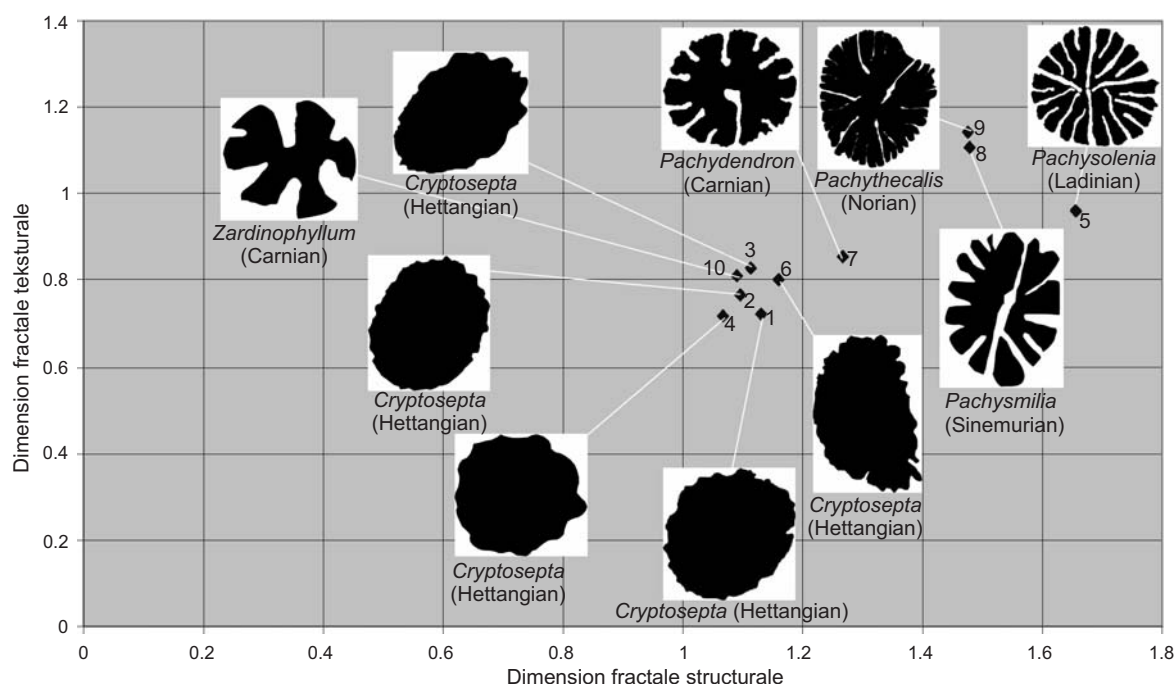 1.4
1.2
1
0.8
0.6
0.4
0.2
0
Dimension fractale teksturale
Zardinophyllum
(Carnian)
Cryptosepta
(Hettangian)
Pachydendron
(Carnian)
Pachythecalis
(Norian)
Pachysolenia
(Ladinian)
9
8
5
3
10
6
7
2
4
1
Cryptosepta
(Hettangian)
Pachysmilia
(Sinemurian)
Cryptosepta
(Hettangian)
Cryptosepta
(Hettangian)
Cryptosepta (Hettangian)
0 0.2 0.4 0.6 0.8 1 1.2 1.4 1.6 1.8
Dimension fractale structurale